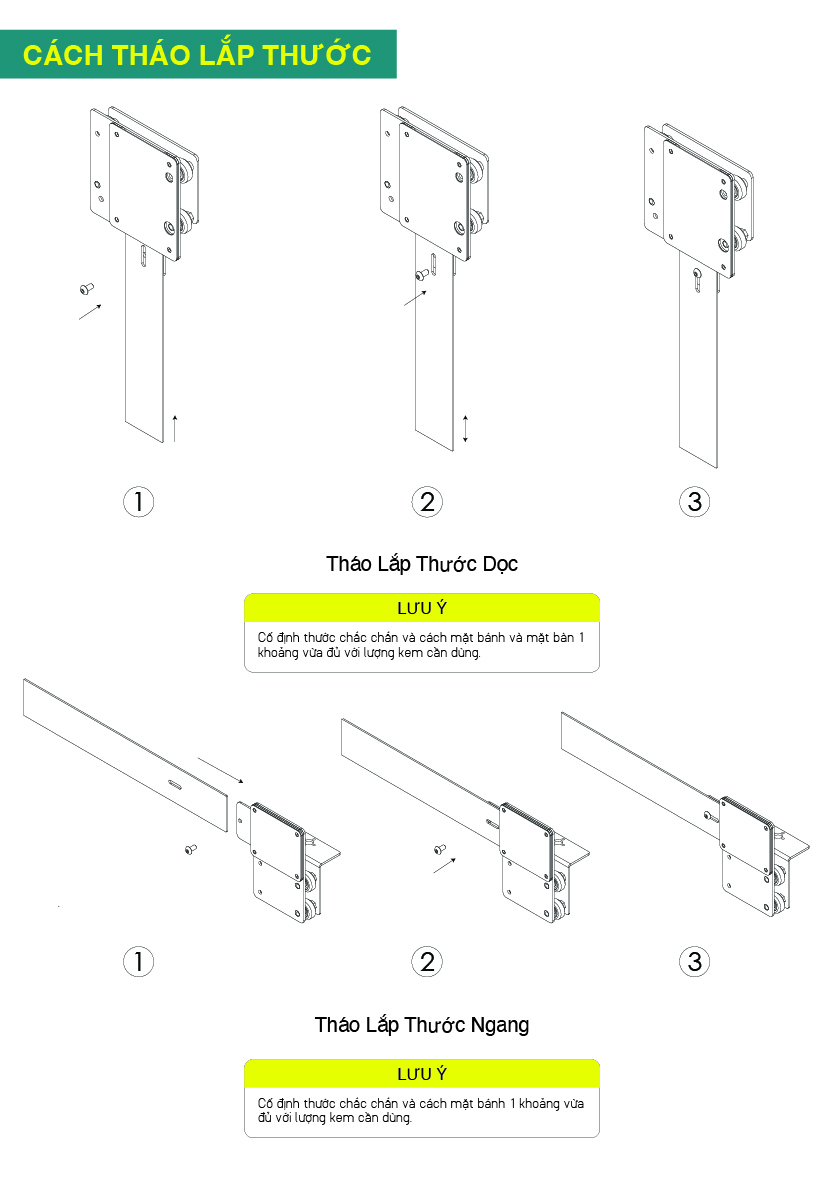 CÁCH THÁO LẮP THƯỚC
1
2
3
Tháo Lắp Thước Dọc
LƯU Ý
Cố định thước chắc chắn và cách mặt bánh và mặt bàn 1
khoảng vừa đủ với lượng kem cần dùng.
1
2
3
Tháo Lắp Thước Ngang
LƯU Ý
Cố định thước chắc chắn và cách mặt bánh 1 khoảng vừa
đủ với lượng kem cần dùng.